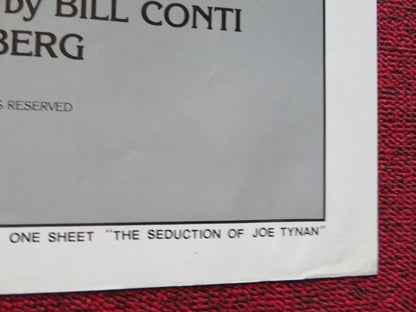 by BILL CONTI
BERG
RESERVED
ONE SHEET "THE SEDUCTION OF JOE TYNAN"